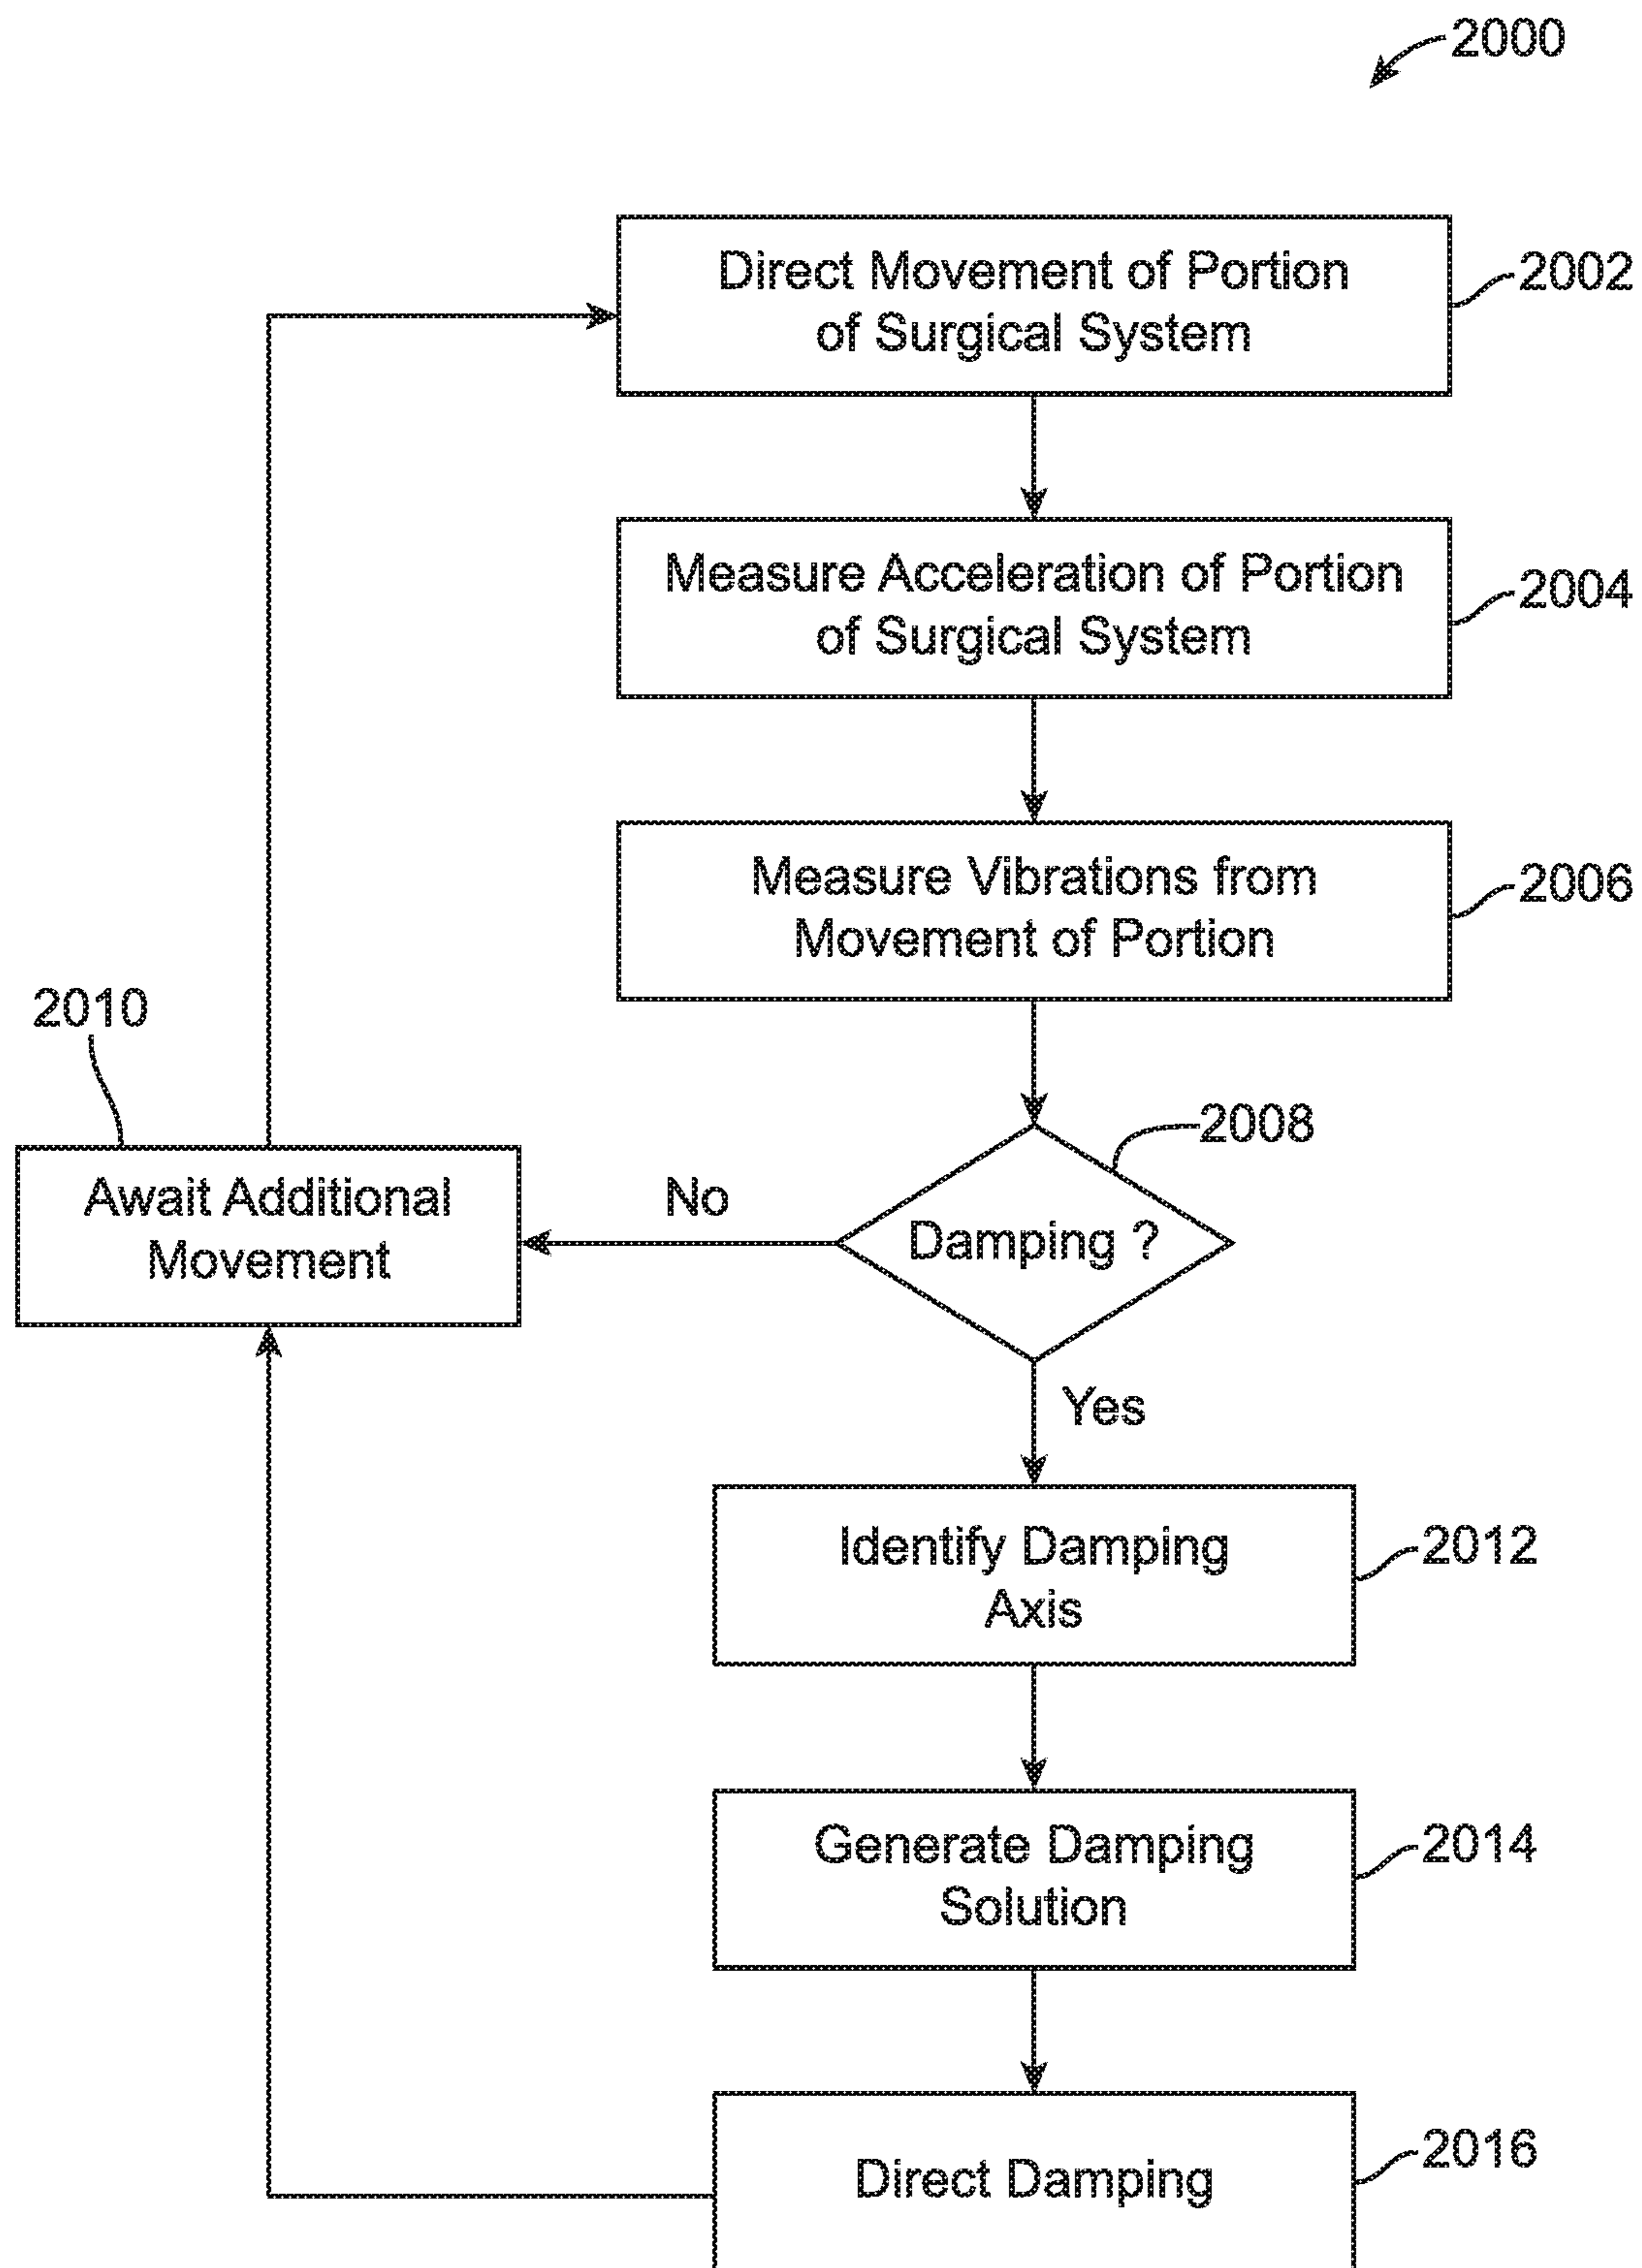 2000
Direct Movement of Portion
of Surgical System
2002
Measure Acceleration of Portion
of Surgical System
2004
Measure Vibrations from
Movement of Portion
2006
2010
Await Additional
Movement
No
2008
Damping ?
Yes
Identify Damping
Axis
2012
Generate Damping
Solution
2014
Direct Damping
2016